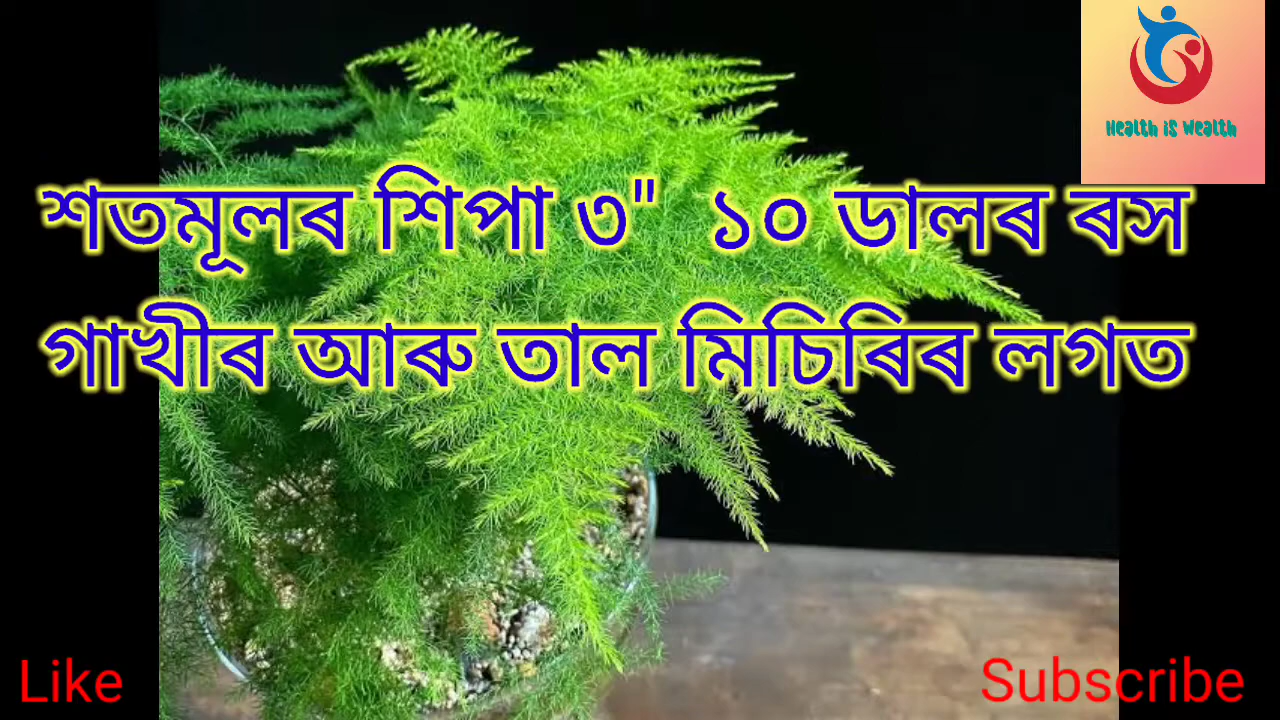 Health is Wealth
শতমূলৰ শিপা ৩" ১০ ডালৰ ৰস
গাখীৰ আৰু তাল মিচিৰিৰ লগত
Like
Subscribe